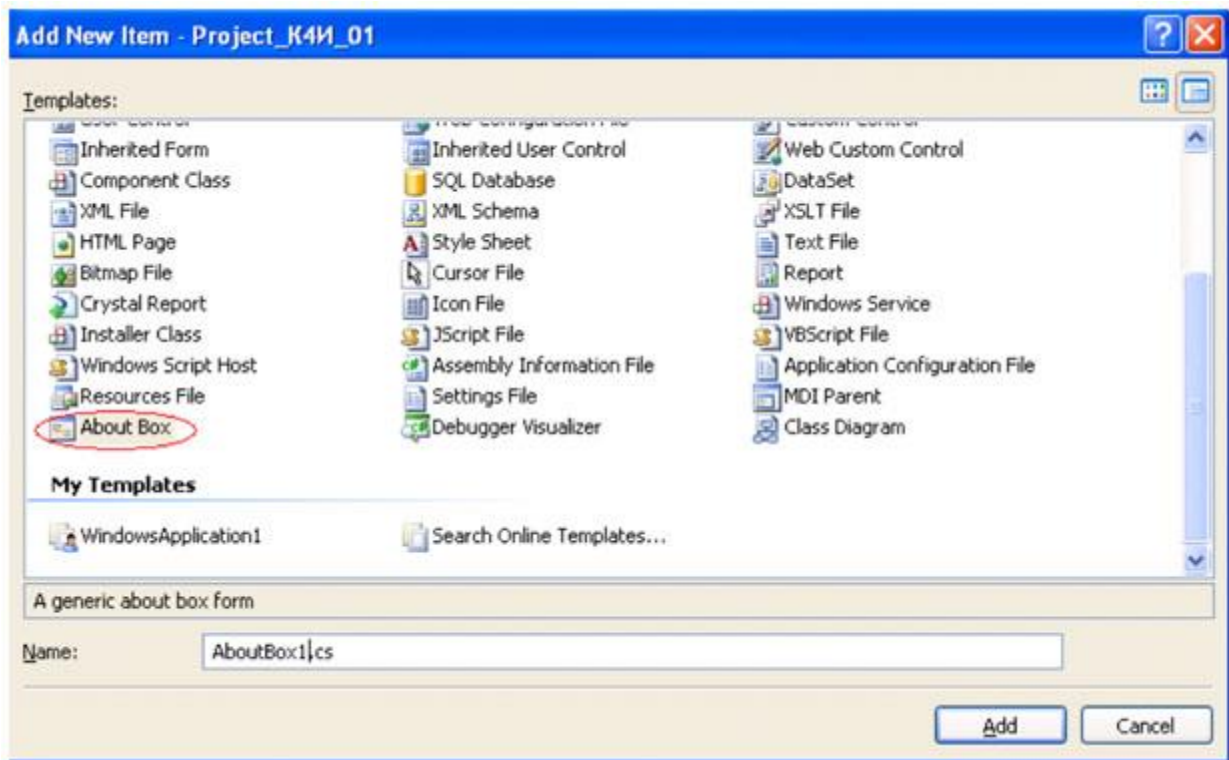 Add New Item - Project_К4И_01
Templates:
Inherited Form Inherited User Control Web Custom Control
Component Class SQL Database DataSet
XML File XML Schema XSLT File
HTML Page Style Sheet Text File
Bitmap File Cursor File Report
Crystal Report Icon File Windows Service
Installer Class JScript File VBScript File
Windows Script Host Assembly Information File Application Configuration File
Resources File Settings File MDI Parent
About Box Debugger Visualizer Class Diagram
My Templates
WindowsApplication1 Search Online Templates...
A generic about box form
Name: AboutBox1.cs
Add Cancel